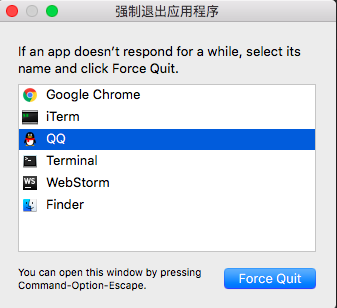 强制退出应用程序
If an app doesn’t respond for a while, select its
name and click Force Quit.
Google Chrome
iTerm
QQ
Terminal
WS WebStorm
Finder
You can open this window by pressing
Command-Option-Escape.
Force Quit